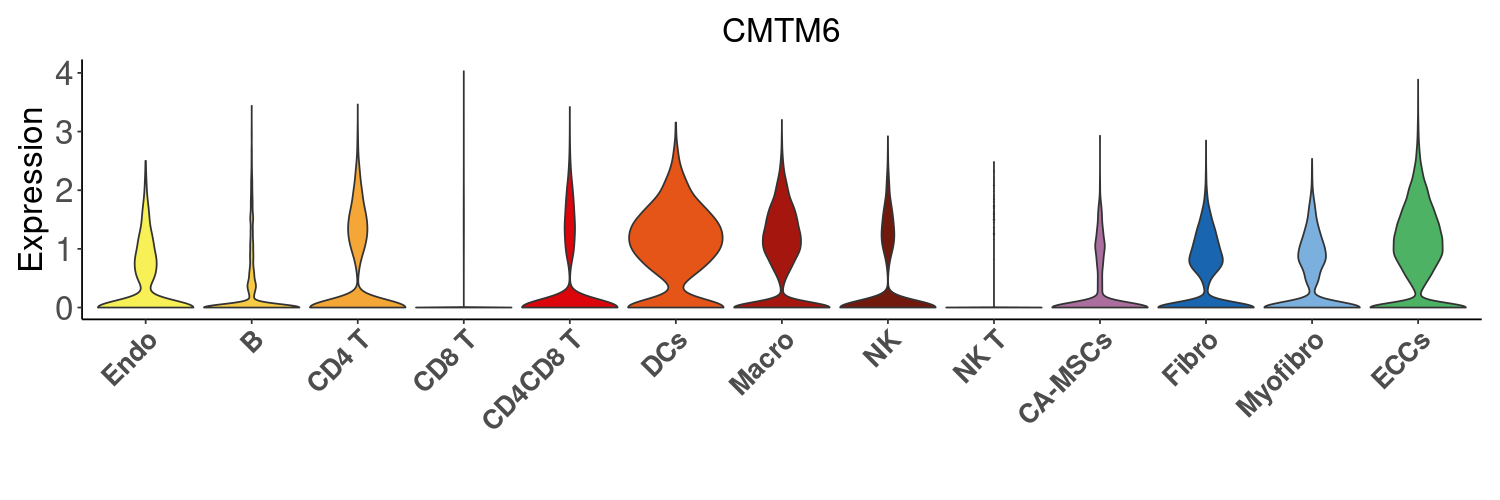 CMTM6
Expression
4
3
2
1
0
Endo
B
CD4 T
CD8 T
CD4CD8 T
DCs
Macro
NK
NK T
CA-MSCs
Fibro
Myofibro
ECCs